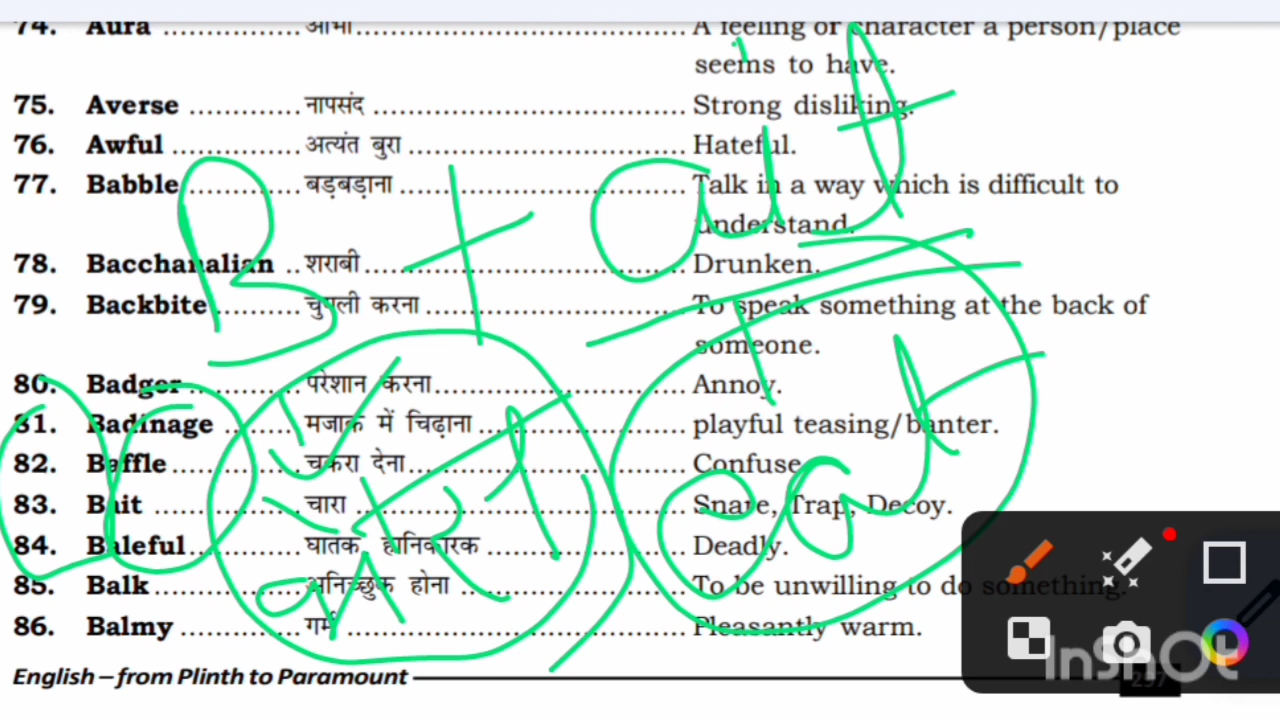 74. Aura ............... आभा.................................... A feeling or character a person/place
seems to have.
75. Averse ............ नापसंद .................................. Strong disliking.
76. Awful .............. अत्यंत बुरा .............................. Hateful.
77. Babble ............. बड़बड़ाना ............................... Talk in a way which is difficult to
understand.
78. Bacchanalian .. शराबी................................... Drunken.
79. Backbite .......... चुगली करना ........................... To speak something at the back of
someone.
80. Badger ............ परेशान करना........................... Annoy.
81. Badinage ......... मजाक में चिढ़ाना ..................... playful teasing/banter.
82. Baffle .............. चकरा देना............................. Confuse
83. Bait ................ चारा ................................... Snare, Trap, Decoy.
84. Baleful ............ घातक, हानिकारक .................... Deadly.
85. Balk ................ अनिच्छुक होना ........................ To be unwilling to do something.
86. Balmy ............. गर्म .................................... Pleasantly warm.
English – from Plinth to Paramount
B + ait
eat
InShOt